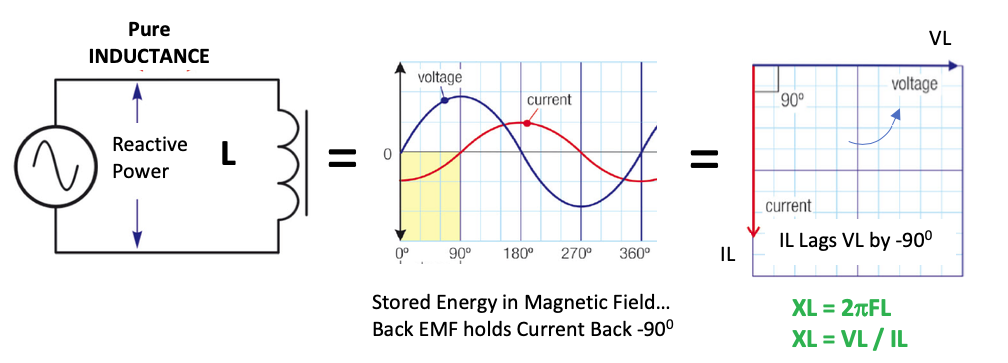 Pure
INDUCTANCE
Reactive
Power
L
=
voltage
current
0
0º 90º 180º 270º 360º
Stored Energy in Magnetic Field...
Back EMF holds Current Back -90⁰
=
VL
voltage
90º
current
IL Lags VL by -90⁰
IL
XL = 2πFL
XL = VL / IL